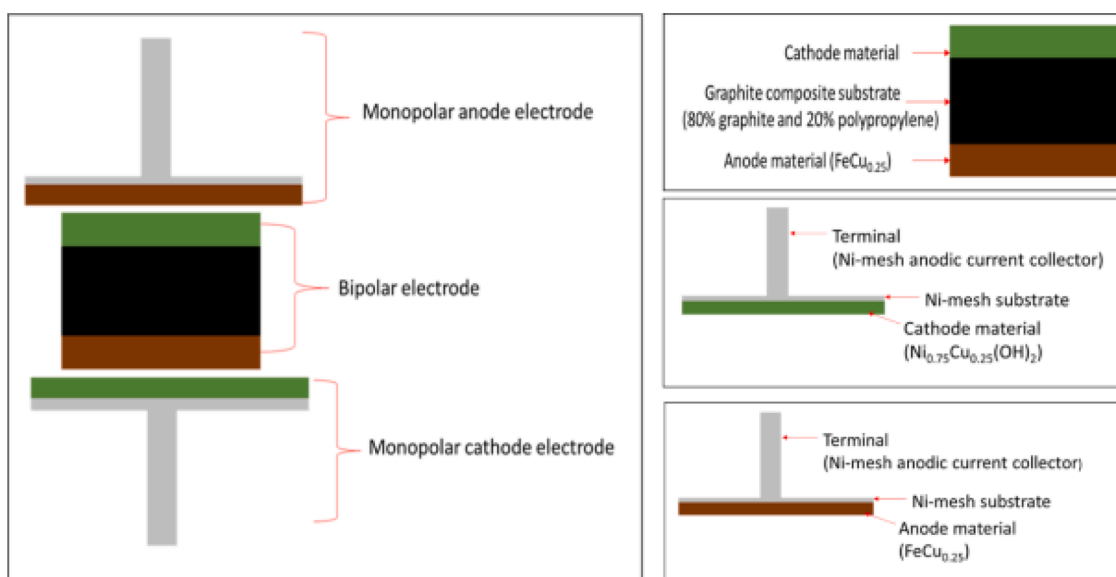 Monopolar anode electrode
Bipolar electrode
Monopolar cathode electrode
Cathode material
Graphite composite substrate
(80% graphite and 20% polypropylene)
Anode material (FeCu₀.₂₅)
Terminal
(Ni-mesh anodic current collector)
Ni-mesh substrate
Cathode material
(Ni₀.₇₅Cu₀.₂₅(OH)₂)
Terminal
(Ni-mesh anodic current collector)
Ni-mesh substrate
Anode material
(FeCu₀.₂₅)